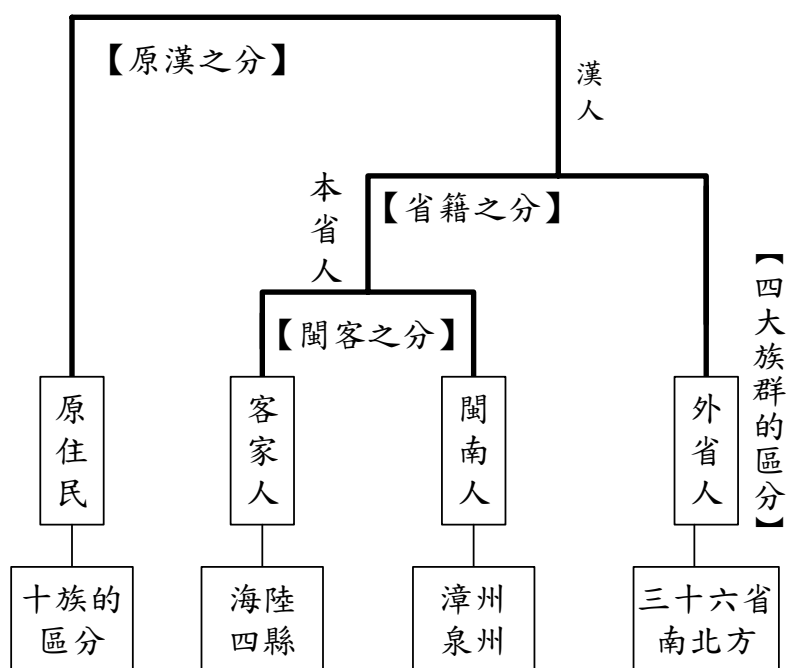 【原漢之分】
漢人
本省人
【省籍之分】
【閩客之分】
【四大族群的區分】
原住民
客家人
閩南人
外省人
十族的
區分
海陸
四縣
漳州
泉州
三十六省
南北方